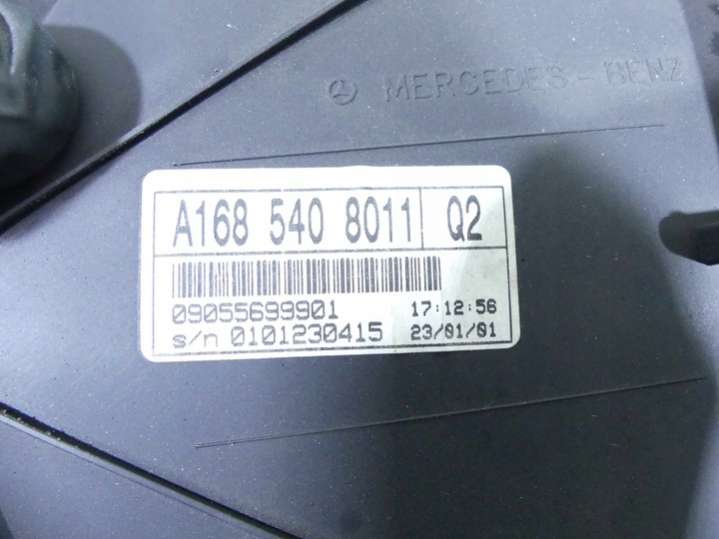 MERCEDES-BENZ
A168 540 8011 Q2
09055699901 17:12:56
s/n 0101230415 23/01/01